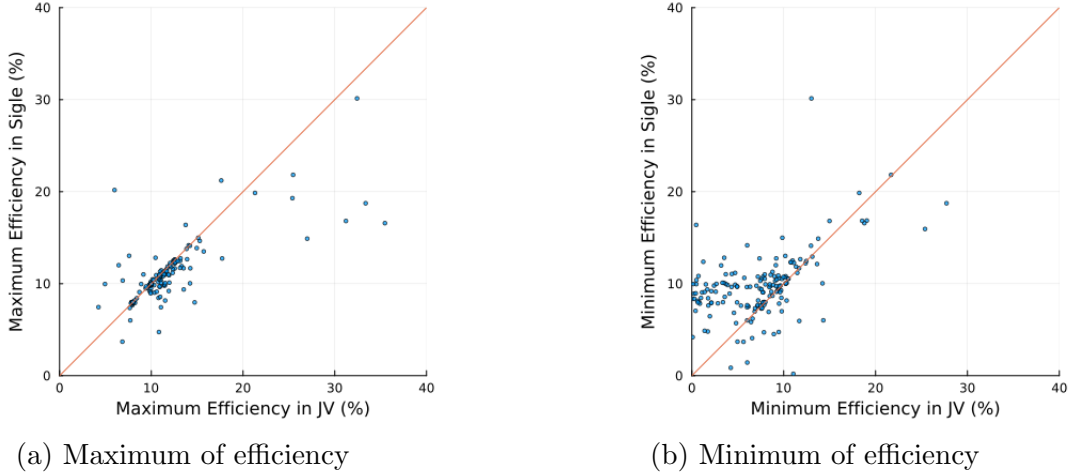 40
30
20
10
0
Maximum Efficiency in Sigle (%)
0 10 20 30 40
Maximum Efficiency in JV (%)
(a) Maximum of efficiency
40
30
20
10
0
Minimum Efficiency in Sigle (%)
0 10 20 30 40
Minimum Efficiency in JV (%)
(b) Minimum of efficiency